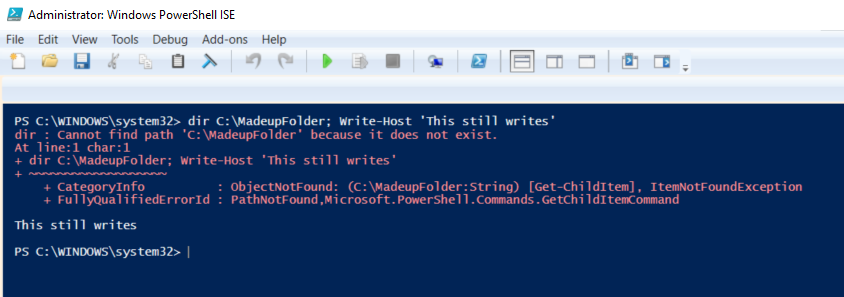 Administrator: Windows PowerShell ISE
File Edit View Tools Debug Add-ons Help
PS C:\WINDOWS\system32> dir C:\MadeupFolder; Write-Host 'This still writes'
dir : Cannot find path 'C:\MadeupFolder' because it does not exist.
At line:1 char:1
+ dir C:\MadeupFolder; Write-Host 'This still writes'
+ ~~~~~~~~~~~~~~~~~~~
    + CategoryInfo          : ObjectNotFound: (C:\MadeupFolder:String) [Get-ChildItem], ItemNotFoundException
    + FullyQualifiedErrorId : PathNotFound,Microsoft.PowerShell.Commands.GetChildItemCommand
This still writes
PS C:\WINDOWS\system32>